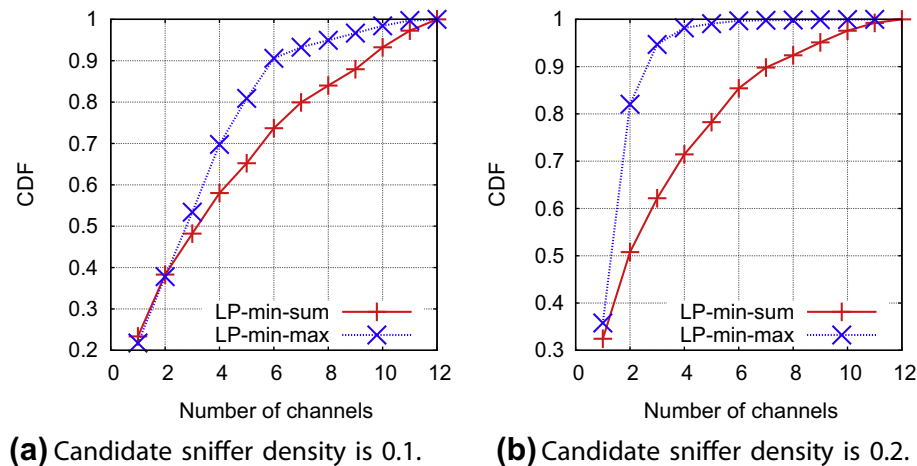 1
0.9
0.8
0.7
0.6
0.5
0.4
0.3
0.2
CDF
LP-min-sum
LP-min-max
0 2 4 6 8 10 12
Number of channels
(a) Candidate sniffer density is 0.1.
1
0.9
0.8
0.7
0.6
0.5
0.4
0.3
CDF
LP-min-sum
LP-min-max
0 2 4 6 8 10 12
Number of channels
(b) Candidate sniffer density is 0.2.